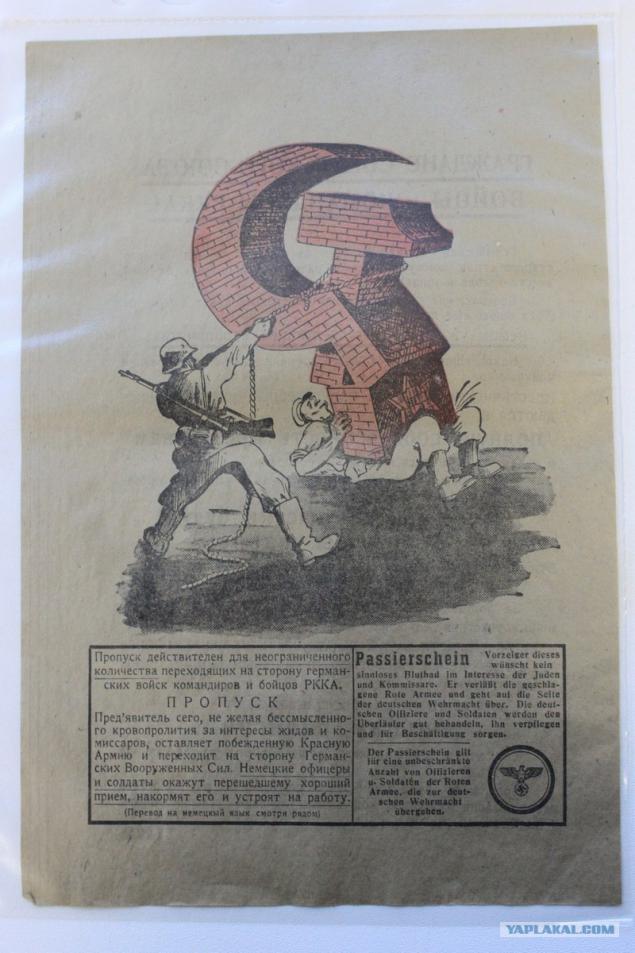 Пропуск действителен для неограниченного
количества переходящих на сторону герман-
ских войск командиров и бойцов РККА.
ПРОПУСК
Пред'явитель сего, не желая бессмысленно-
го кровопролития за интересы жидов и ко-
миссаров, оставляет побежденную Красную
Армию и переходит на сторону Герман-
ских Вооруженных Сил. Немецкие офицеры
и солдаты окажут перешедшему хороший
прием, накормят его и устроят на работу.
(Перевод на немецкий язык смотри рядом)
Passierschein
Vorzeiger dieses
wünscht kein
sinnloses Blutbad im Interesse der Juden
und Kommissare. Er verläßt die geschla-
gene Rote Armee und geht auf die Seite
der deutschen Wehrmacht über. Die deut-
schen Offiziere und Soldaten werden den
Überläufer gut behandeln, ihn verpflegen
und für Beschäftigung sorgen.
Der Passierschein gilt
für eine unbeschränkte
Anzahl von Offizieren
u. Soldaten der Roten
Armee, die zur deut-
schen Wehrmacht
übergehen.
YAPLAKAL.COM